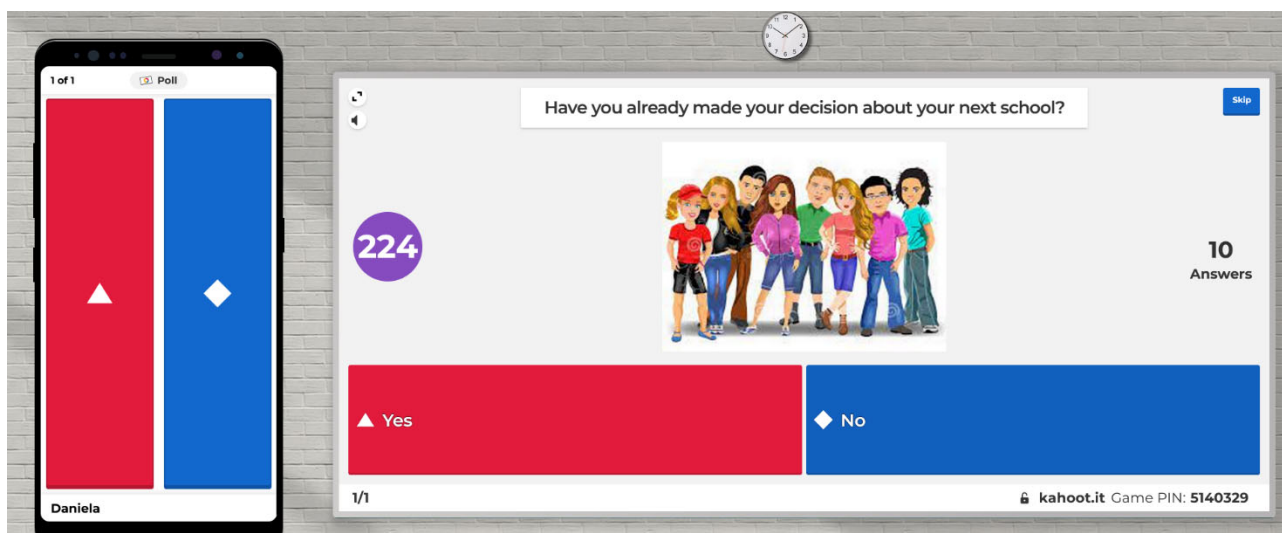 1 of 1 Poll
Daniela
Have you already made your decision about your next school?
Skip
224
10
Answers
Yes
No
1/1
kahoot.it Game PIN: 5140329